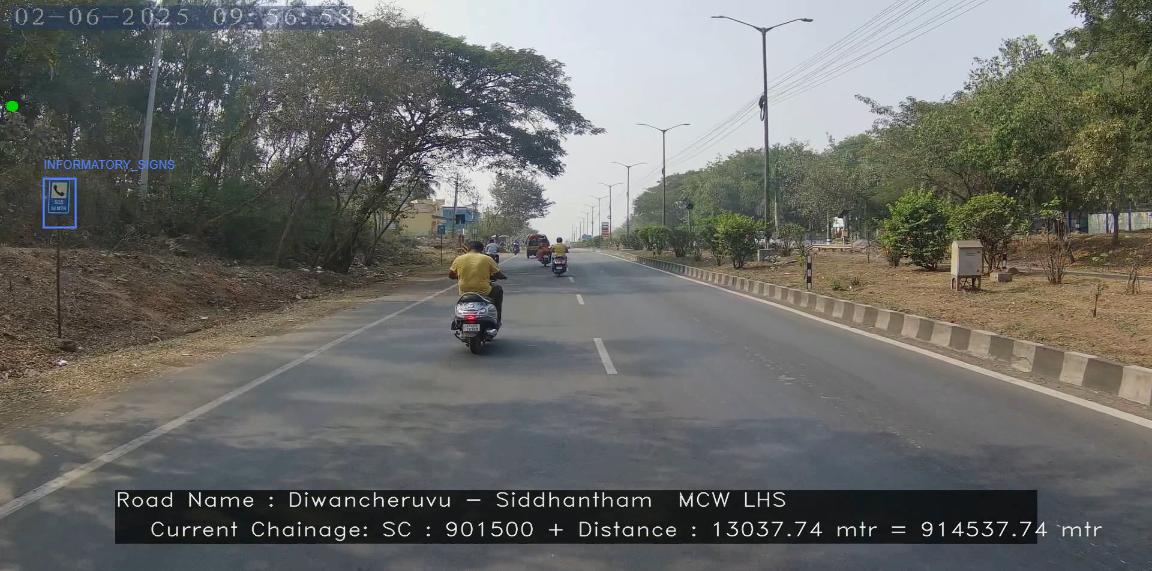 02-06-2025 09:56:58
INFORMATORY_SIGNS
SOS
Road Name : Diwancheruvu - Siddhantham MCW LHS
Current Chainage: SC : 901500 + Distance : 13037.74 mtr = 914537.74 mtr